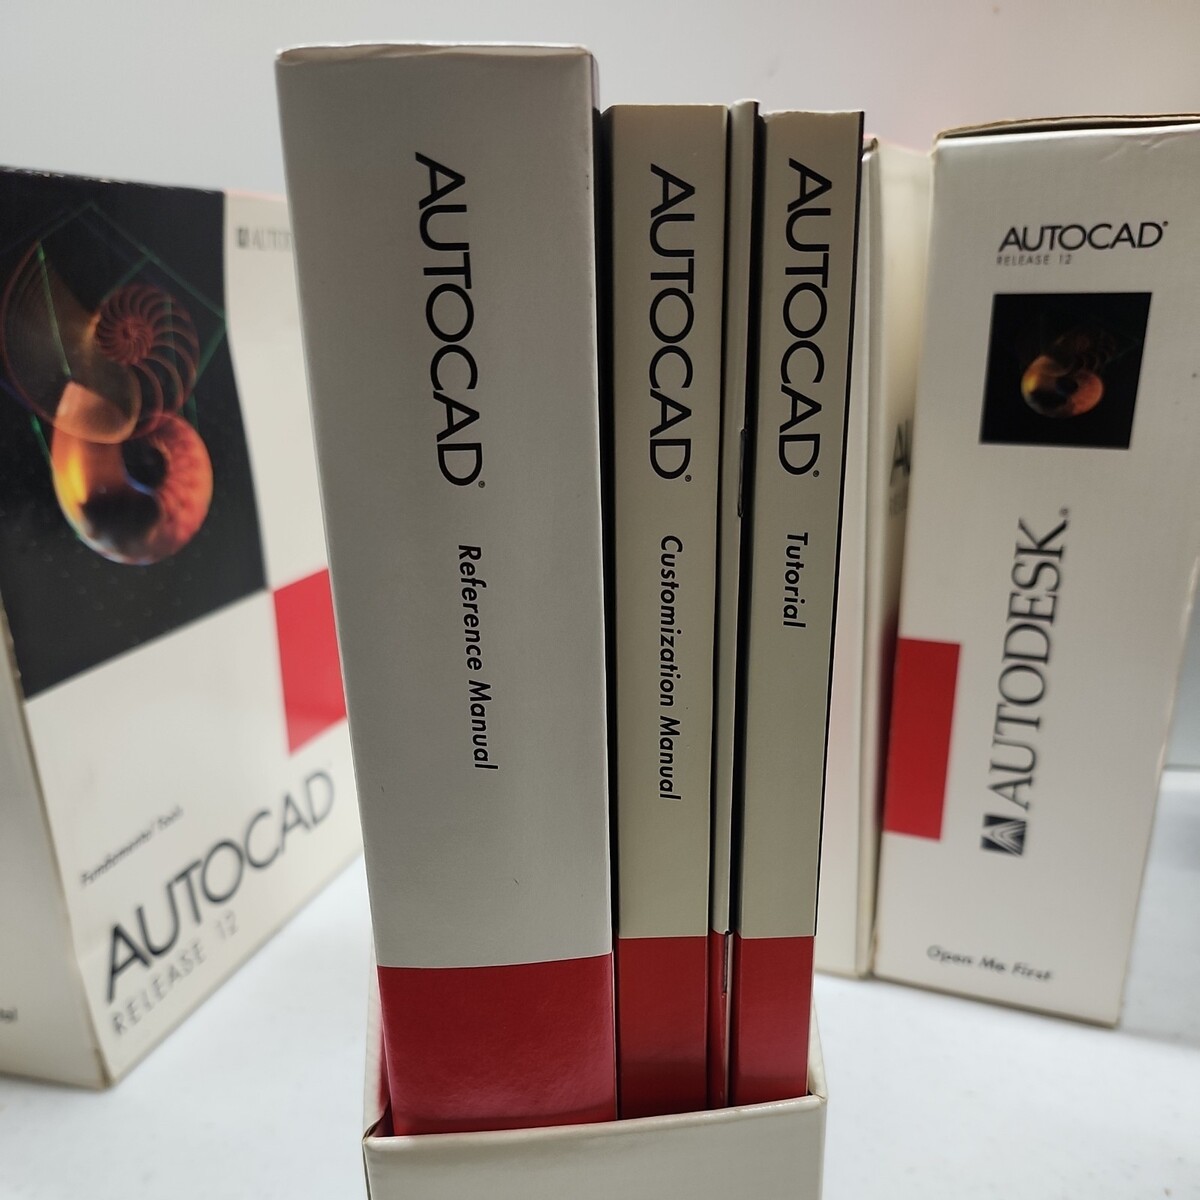 Fundamental Tools
AUTOCAD
RELEASE 12
AUTOCAD®
Reference Manual
AUTOCAD®
Customization Manual
AUTOCAD®
Tutorial
AUTOCAD®
RELEASE 12
AUTODESK®
Open Me First